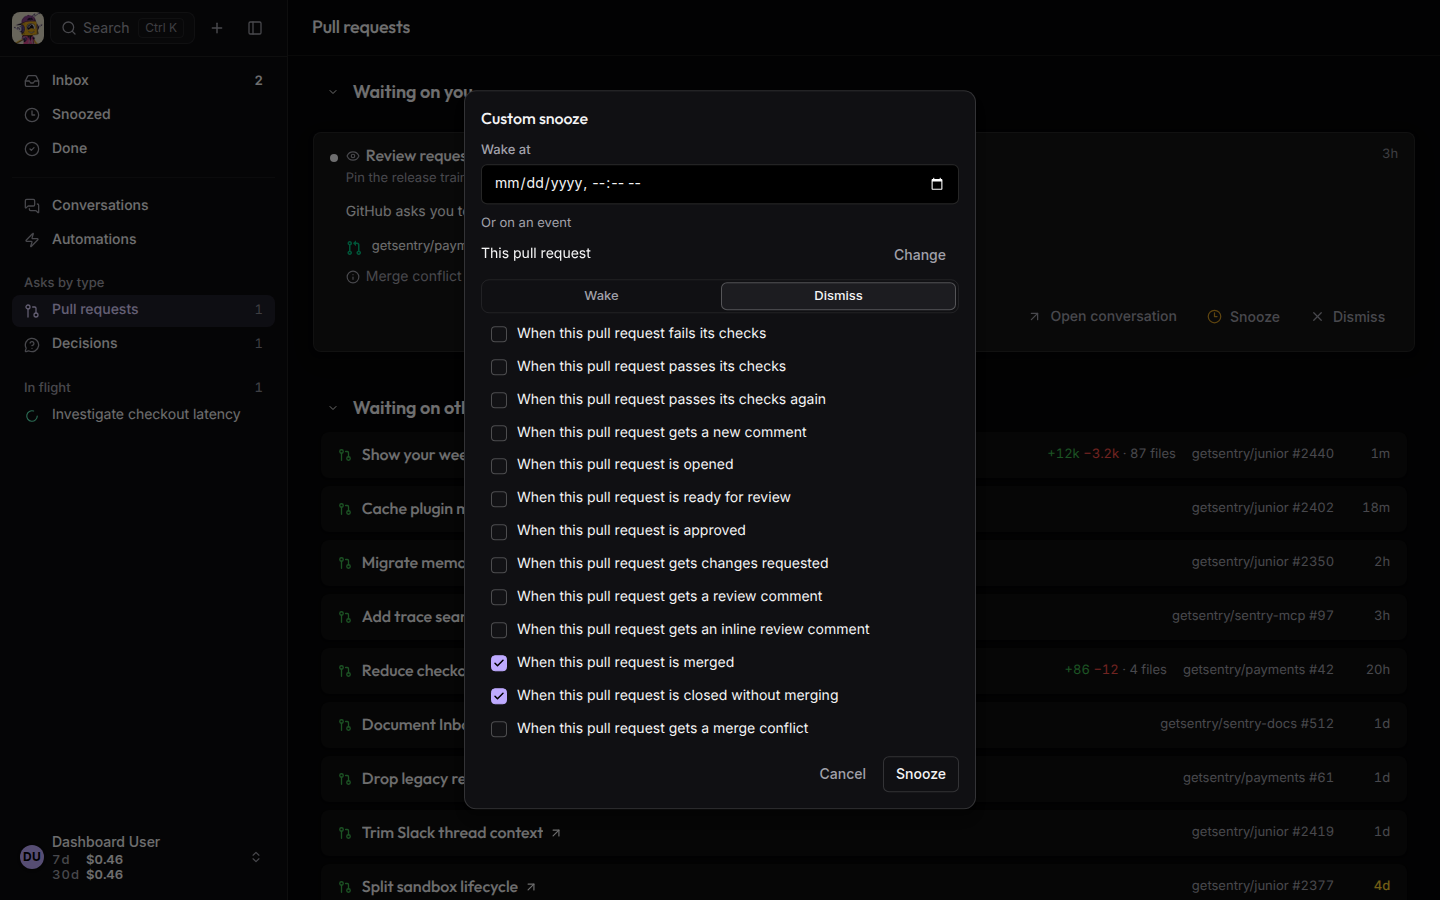 Search Ctrl K
Pull requests
Inbox 2
Snoozed
Done
Conversations
Automations
Asks by type
Pull requests 1
Decisions 1
In flight 1
Investigate checkout latency
Dashboard User
DU
7d $0.46
30d $0.46
Waiting on you
Review reques
3h
Pin the release train
GitHub asks you to
getsentry/paym
Merge conflict
Open conversation Snooze Dismiss
Waiting on oth
Show your wee +12k −3.2k · 87 files getsentry/junior #2440 1m
Cache plugin m getsentry/junior #2402 18m
Migrate memo getsentry/junior #2350 2h
Add trace sear getsentry/sentry-mcp #97 3h
Reduce checko +86 −12 · 4 files getsentry/payments #42 20h
Document Inbo getsentry/sentry-docs #512 1d
Drop legacy re getsentry/payments #61 1d
Trim Slack thread context getsentry/junior #2419 1d
Split sandbox lifecycle getsentry/junior #2377 4d
Custom snooze
Wake at
mm/dd/yyyy, --:-- --
Or on an event
This pull request Change
Wake Dismiss
When this pull request fails its checks
When this pull request passes its checks
When this pull request passes its checks again
When this pull request gets a new comment
When this pull request is opened
When this pull request is ready for review
When this pull request is approved
When this pull request gets changes requested
When this pull request gets a review comment
When this pull request gets an inline review comment
When this pull request is merged
When this pull request is closed without merging
When this pull request gets a merge conflict
Cancel Snooze